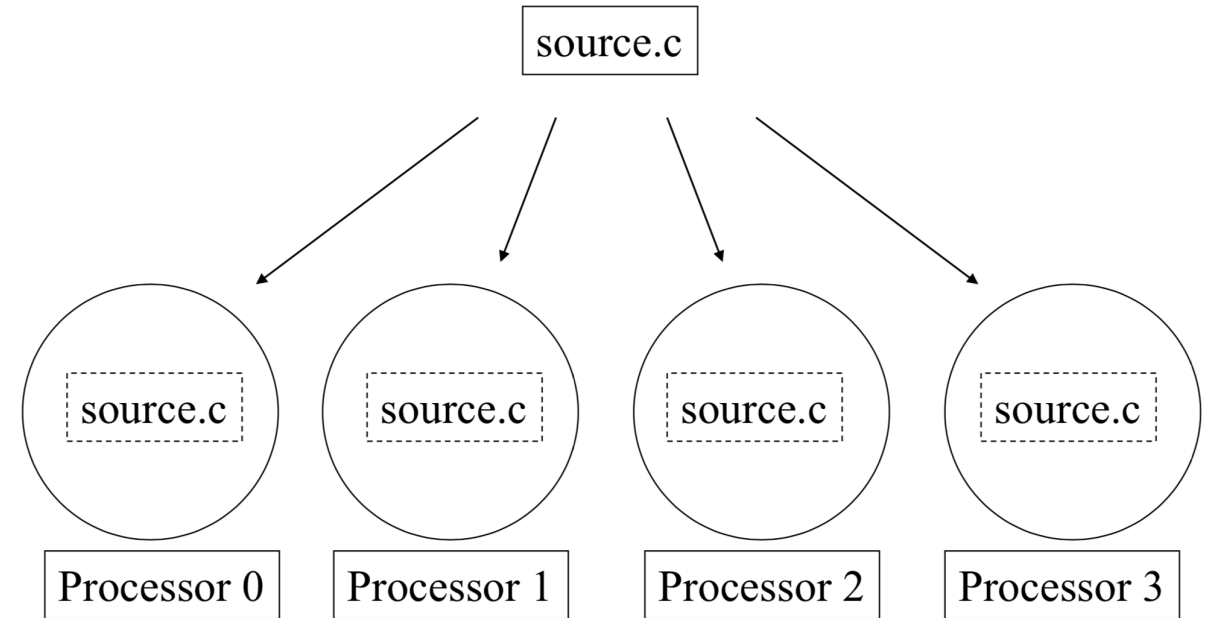 source.c
source.c
source.c
source.c
source.c
Processor 0
Processor 1
Processor 2
Processor 3